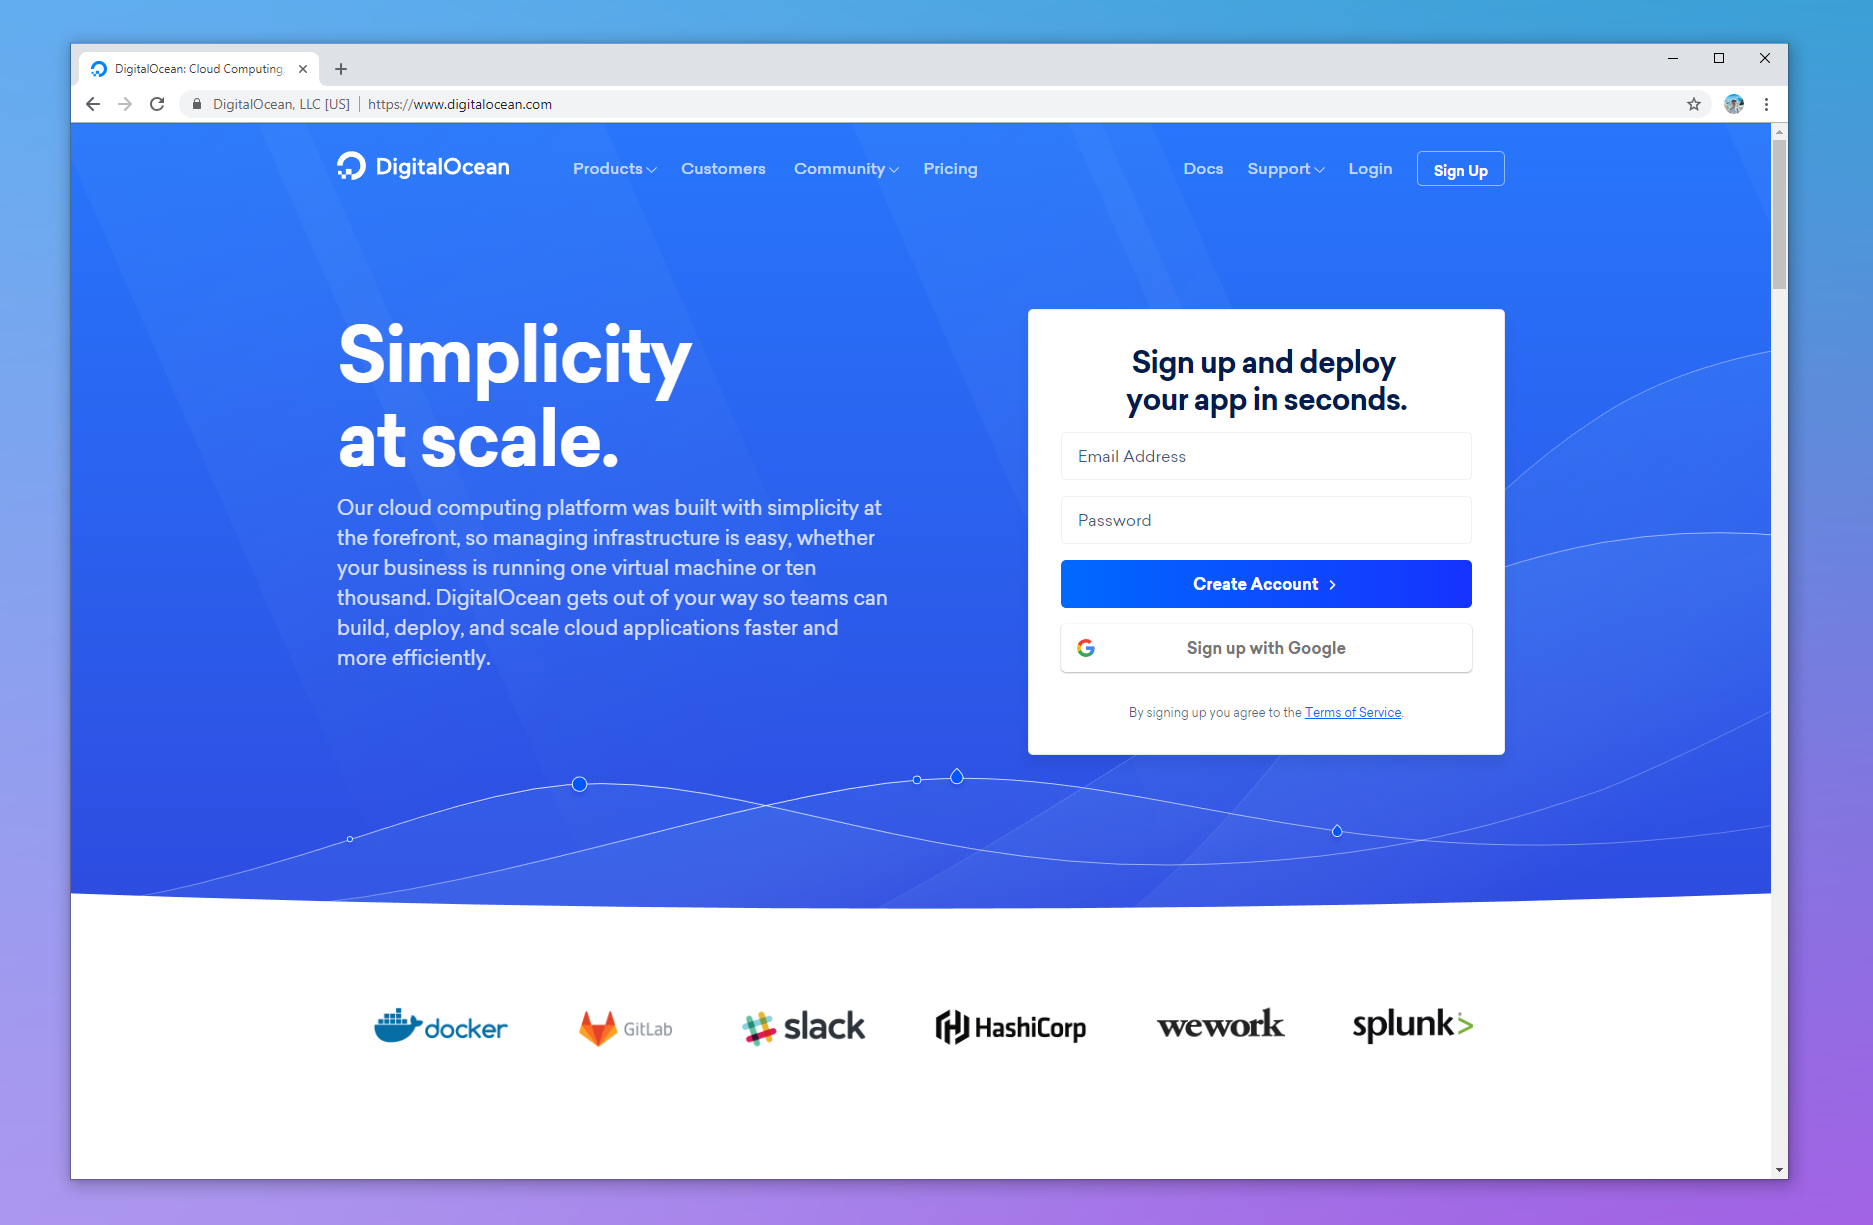 DigitalOcean: Cloud Computing,
DigitalOcean, LLC [US] https://www.digitalocean.com
DigitalOcean Products Customers Community Pricing Docs Support Login Sign Up
Simplicity
at scale.
Our cloud computing platform was built with simplicity at
the forefront, so managing infrastructure is easy, whether
your business is running one virtual machine or ten
thousand. DigitalOcean gets out of your way so teams can
build, deploy, and scale cloud applications faster and
more efficiently.
Sign up and deploy
your app in seconds.
Email Address
Password
Create Account
Sign up with Google
By signing up you agree to the Terms of Service.
docker GitLab slack HashiCorp wework splunk>